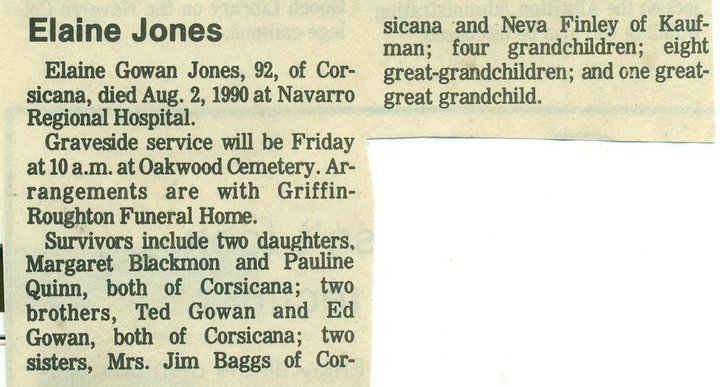 Elaine Jones
Elaine Gowan Jones, 92, of Cor-
sicana, died Aug. 2, 1990 at Navarro
Regional Hospital.
Graveside service will be Friday
at 10 a.m. at Oakwood Cemetery. Ar-
rangements are with Griffin-
Roughton Funeral Home.
Survivors include two daughters,
Margaret Blackmon and Pauline
Quinn, both of Corsicana; two
brothers, Ted Gowan and Ed
Gowan, both of Corsicana; two
sisters, Mrs. Jim Baggs of Cor-
sicana and Neva Finley of Kauf-
man; four grandchildren; eight
great-grandchildren; and one great-
great grandchild.